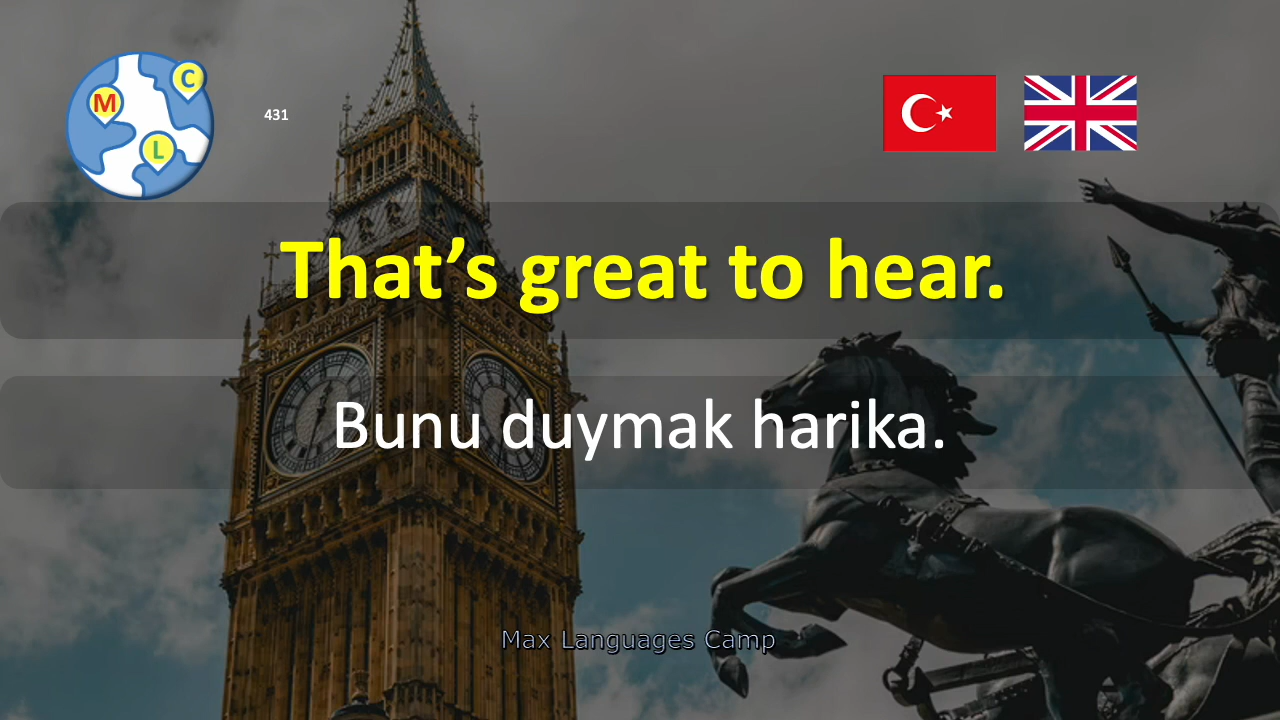 C
M
L
431
That’s great to hear.
Bunu duymak harika.
Max Languages Camp